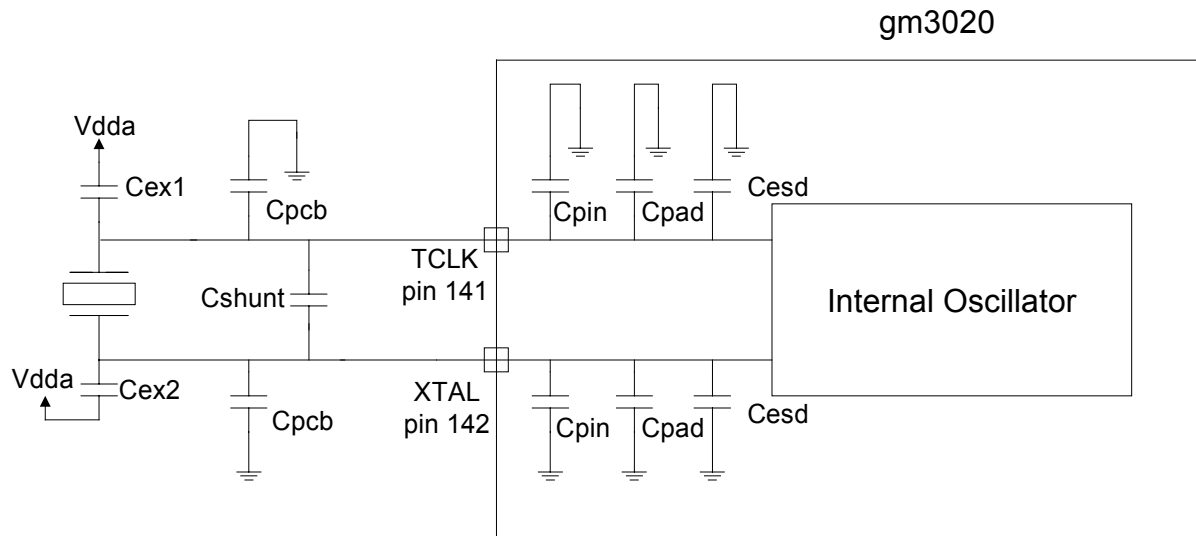 gm3020
Vdda
Cex1
Cpcb
Cpin
Cpad
Cesd
TCLK
pin 141
Cshunt
Internal Oscillator
Vdda
Cex2
Cpcb
XTAL
pin 142
Cpin
Cpad
Cesd